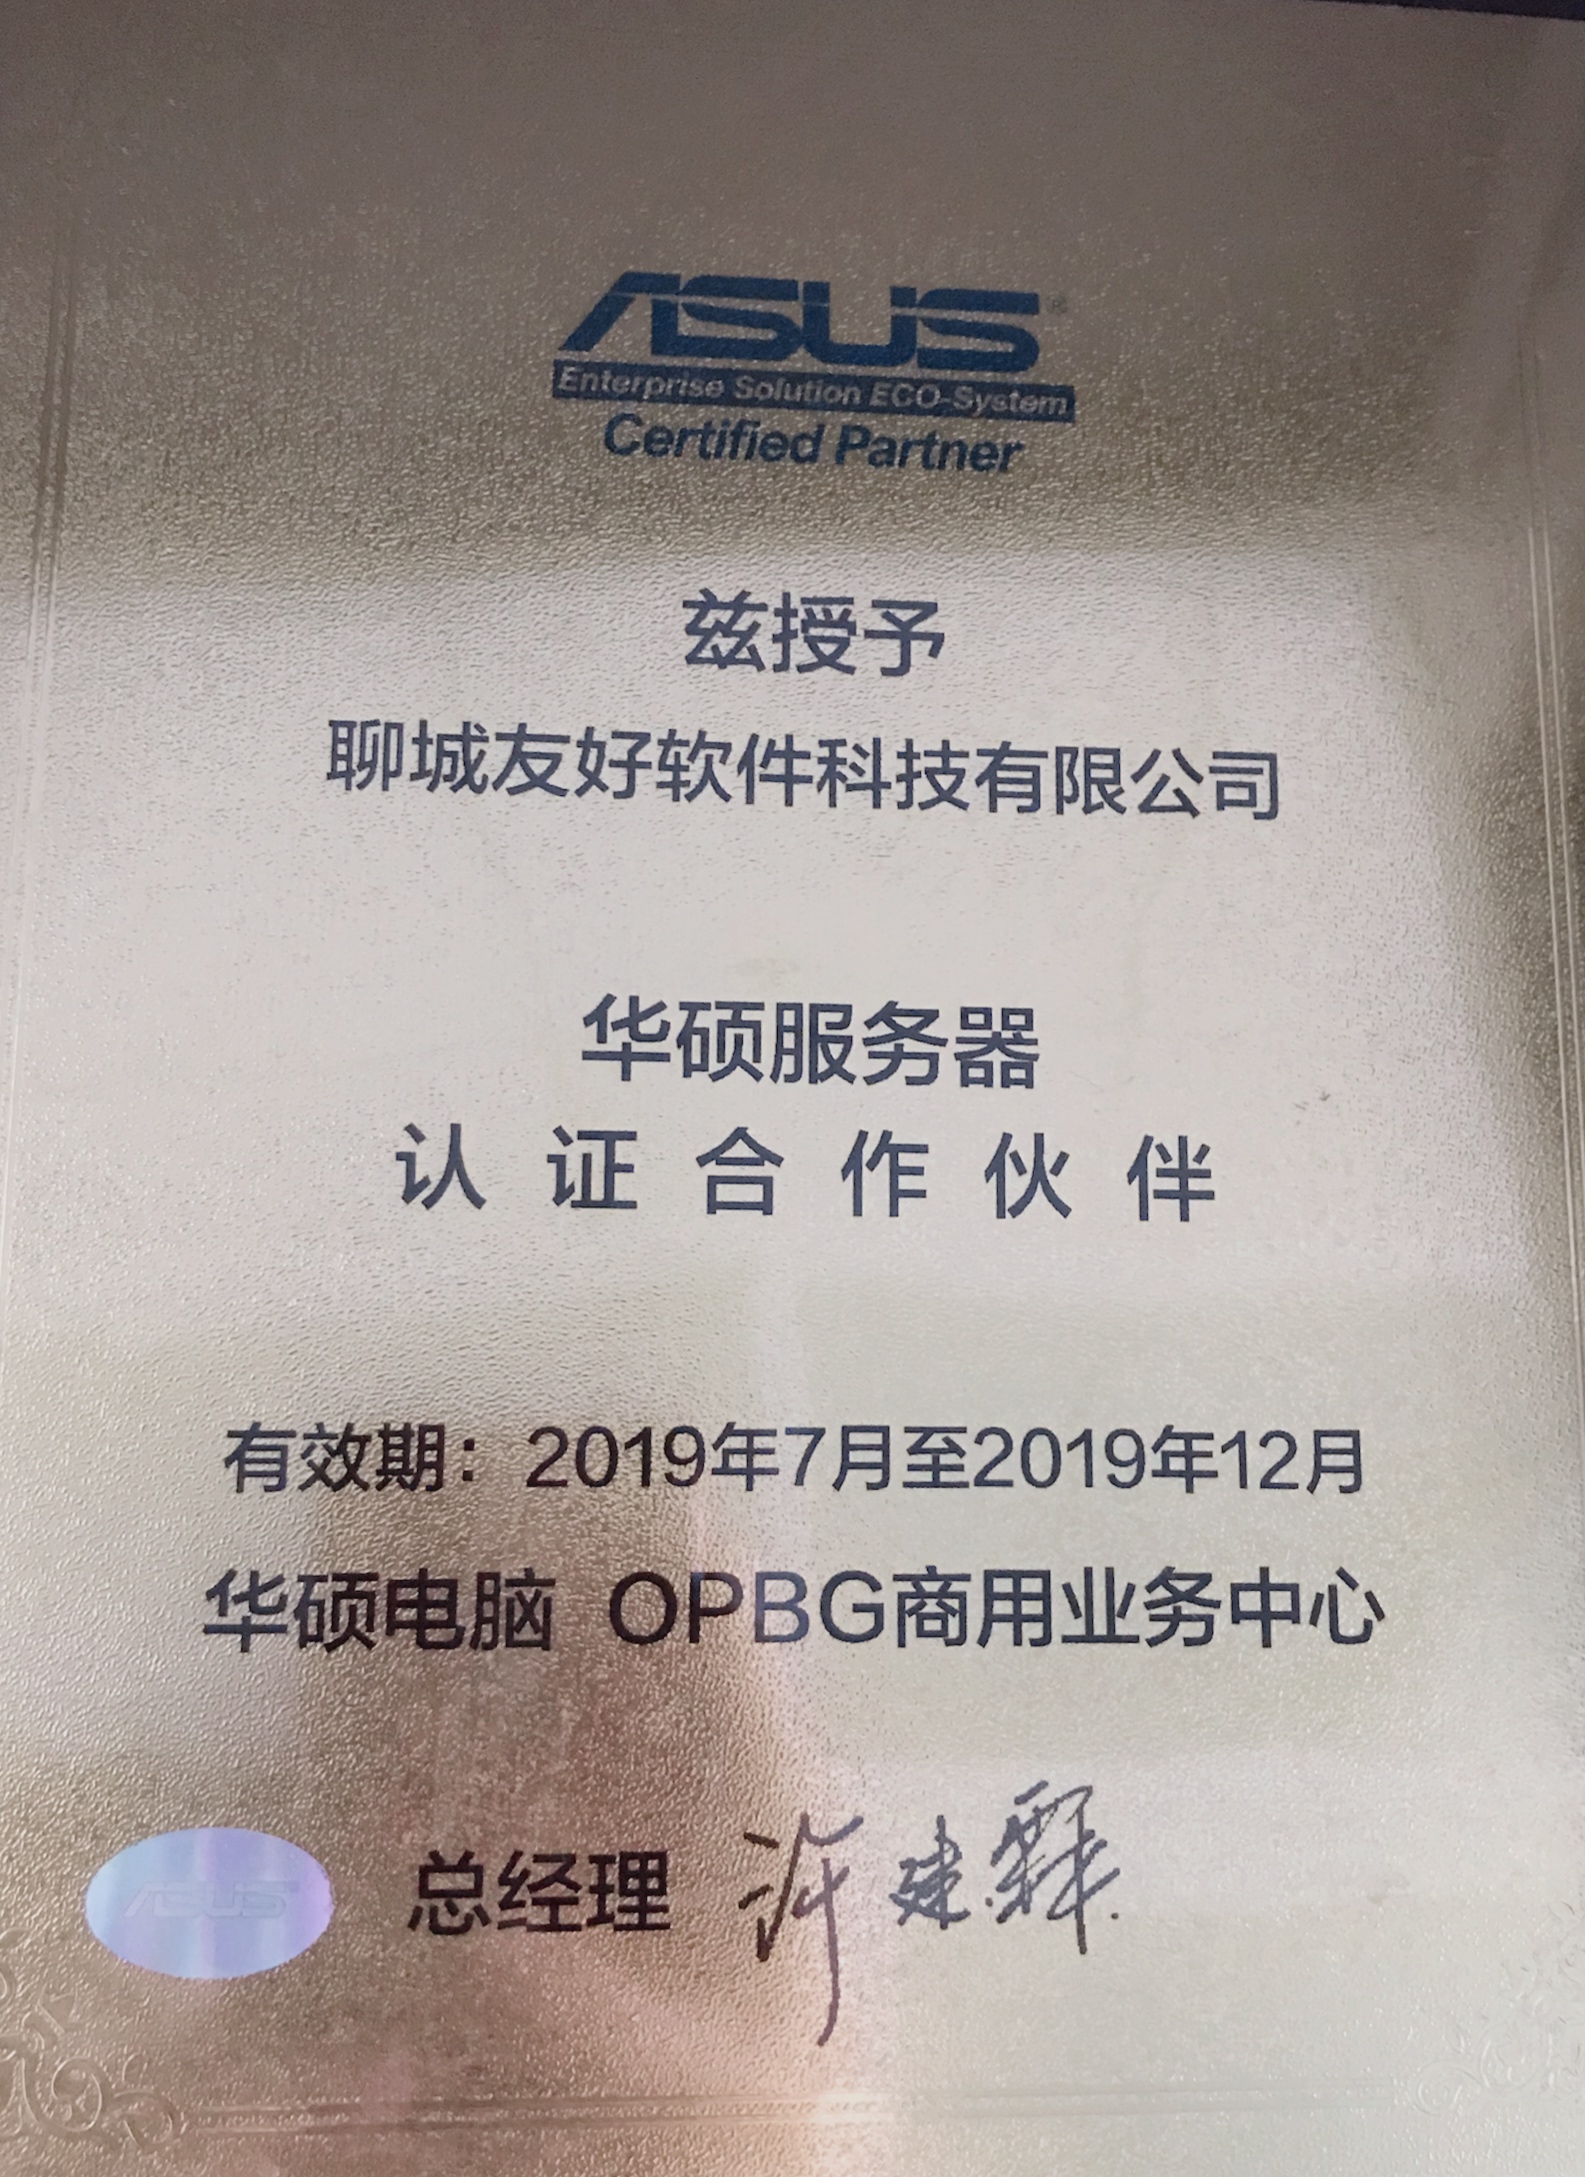 ASUS®
Enterprise Solution ECO-System
Certified Partner
兹授予
聊城友好软件科技有限公司
华硕服务器
认证合作伙伴
有效期：2019年7月至2019年12月
华硕电脑 OPBG商用业务中心
ASUS
总经理 许建